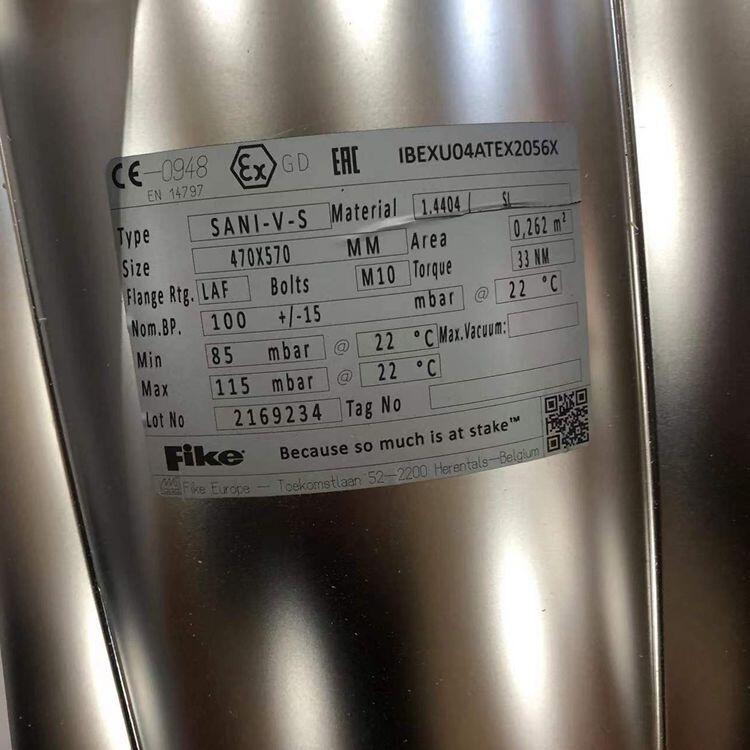 CE 0948 Ex GD EAC IBEXU04ATEX2056X
EN 14797
Type SANI-V-S Material 1.4404 / SL
Size 470X570 MM Area 0,262 m²
Flange Rtg. LAF Bolts M10 Torque 33 NM
Nom.BP. 100 +/-15 mbar @ 22 °C
Min 85 mbar @ 22 °C Max.Vacuum:
Max 115 mbar @ 22 °C
Lot No 2169234 Tag No
Fike Because so much is at stake™
Fike Europe – Toekomstlaan 52–2200 Herentals–Belgium